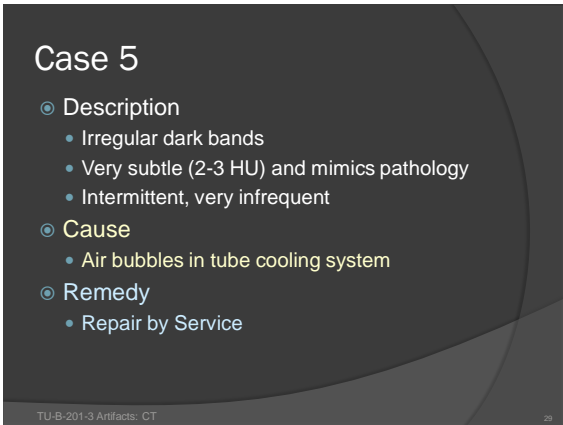 Case 5
Description
Irregular dark bands
Very subtle (2-3 HU) and mimics pathology
Intermittent, very infrequent
Cause
Air bubbles in tube cooling system
Remedy
Repair by Service
TU-B-201-3 Artifacts: CT
29